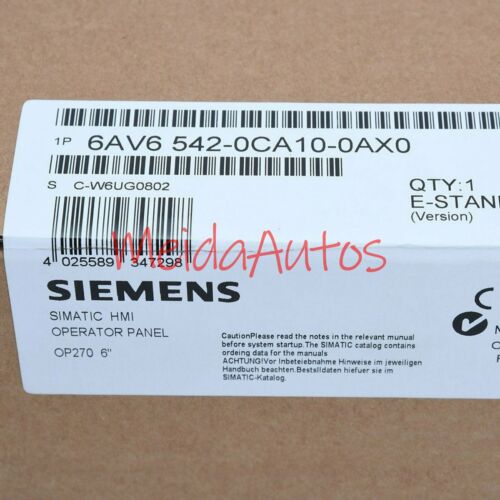 1P 6AV6 542-0CA10-0AX0
S C-W6UG0802
QTY:1
E-STAN
(Version)
MeidaAutos
4 025589 347298
SIEMENS
SIMATIC HMI
OPERATOR PANEL
OP270 6"
CautionPlease read the notes in the relevant manual
before system startup.The SIMATIC catalog contains
ordeing data for the manuals
ACHTUNG!Vor Inbeteiebnahme Hinweise im jeweiligen
Handbuch beachten.Bestslldaten hiefuer sie im
SIMATIC-Katalog.
C
N